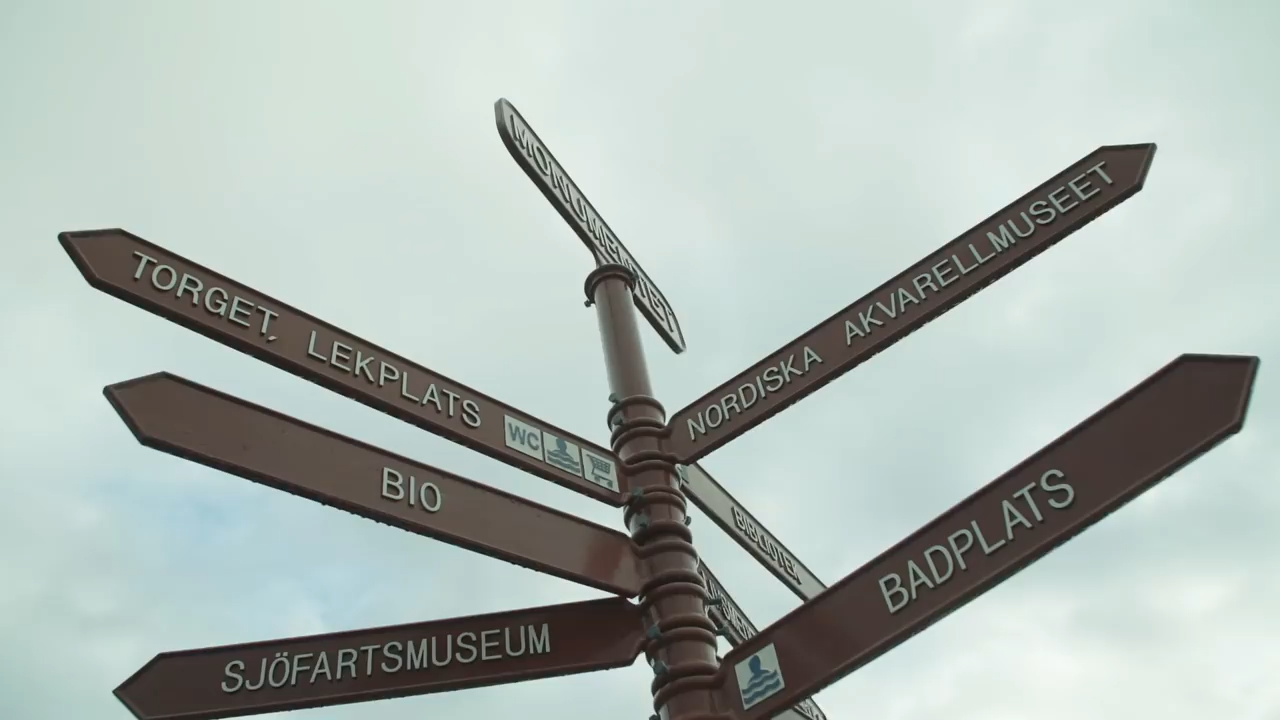 MONUMENTET
TORGET, LEKPLATS WC
NORDISKA AKVARELLMUSEET
BIO
BIBLIOTEK
BADPLATS
SJÖFARTSMUSEUM